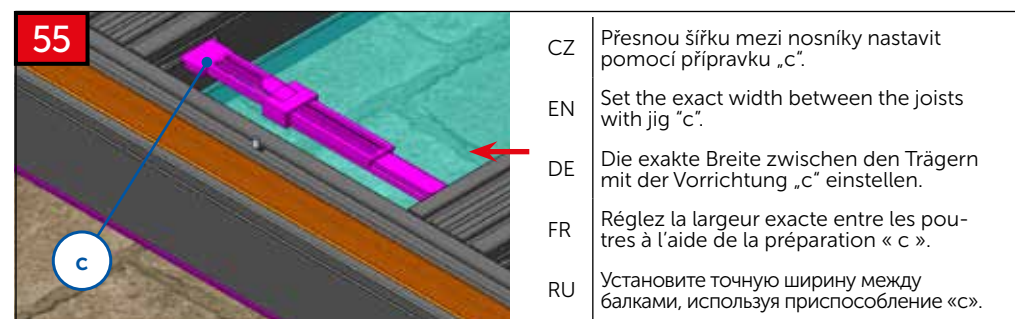 55
c
CZ
Přesnou šířku mezi nosníky nastavit
pomocí přípravku „c“.
EN
Set the exact width between the joists
with jig “c”.
DE
Die exakte Breite zwischen den Trägern
mit der Vorrichtung „c“ einstellen.
FR
Réglez la largeur exacte entre les pou-
tres à l'aide de la préparation « c ».
RU
Установите точную ширину между
балками, используя приспособление «с».